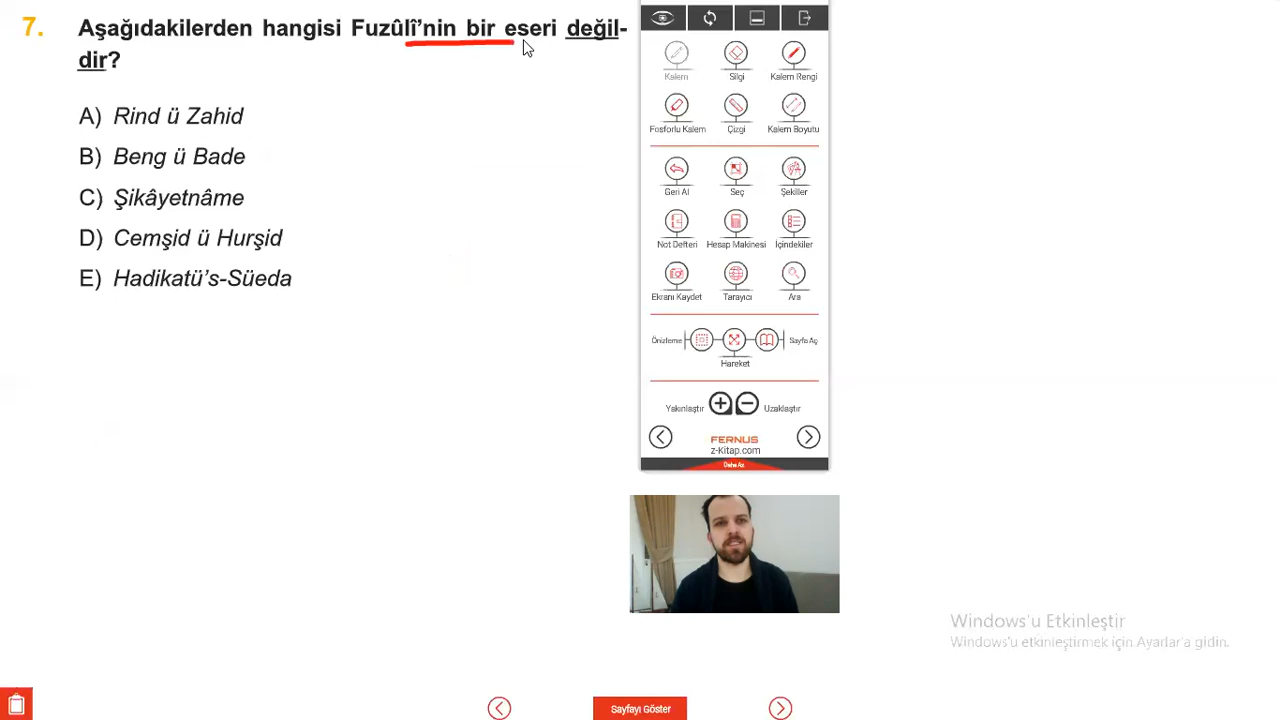 7. Aşağıdakilerden hangisi Fuzûlî’nin bir eseri değil-
dir?
A) Rind ü Zahid
B) Beng ü Bade
C) Şikâyetnâme
D) Cemşid ü Hurşid
E) Hadikatü’s-Süeda
Kalem Silgi Kalem Rengi
Fosforlu Kalem Çizgi Kalem Boyutu
Geri Al Seç Şekiller
Not Defteri Hesap Makinesi İçindekiler
Ekranı Kaydet Tarayıcı Ara
Önizleme Sayfa Aç
Hareket
Yakınlaştır Uzaklaştır
FERNUS
z-Kitap.com
Daha Az
Windows'u Etkinleştir
Windows'u etkinleştirmek için Ayarlar'a gidin.
Sayfayı Göster